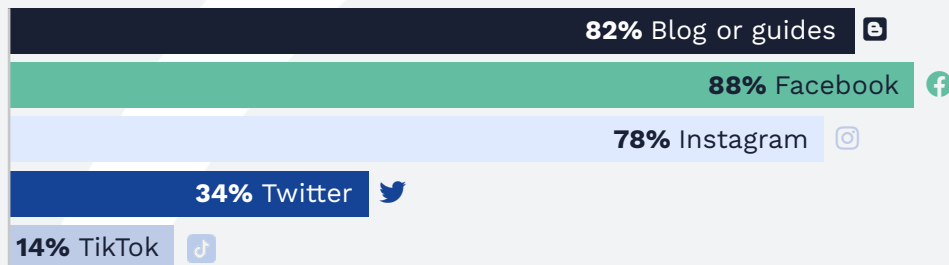 82% Blog or guides
88% Facebook
78% Instagram
34% Twitter
14% TikTok